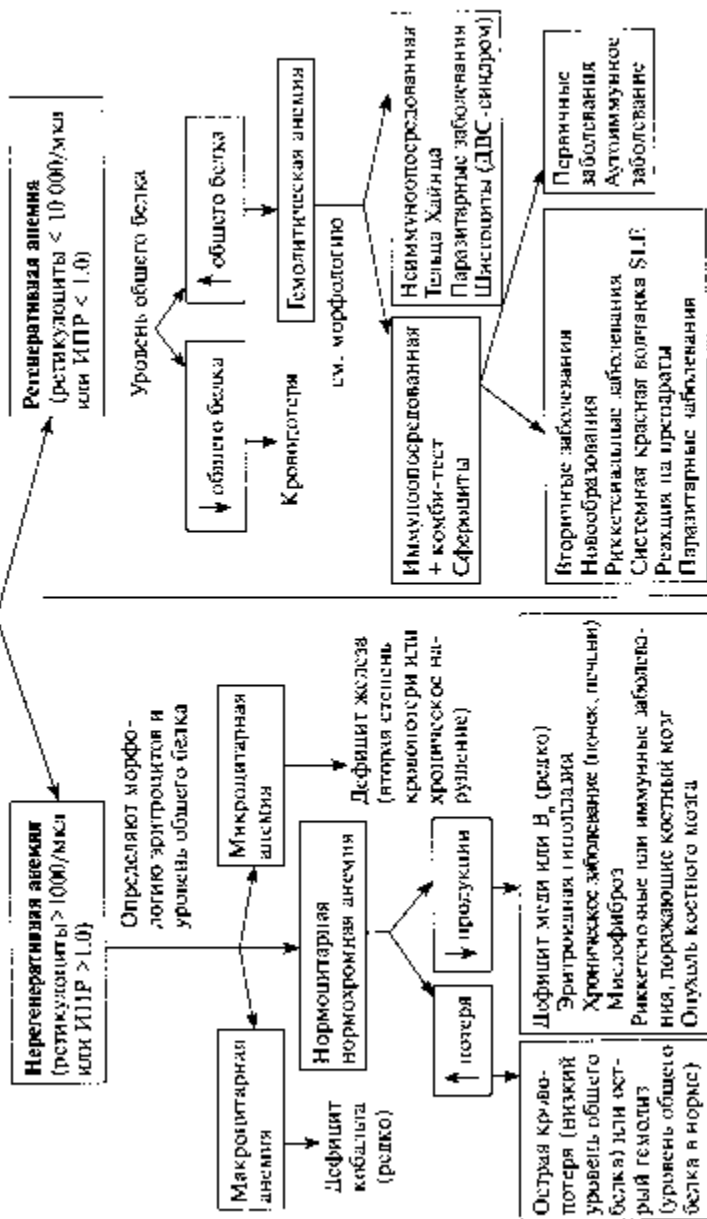 Нерегенеративная анемия
(ретикулоциты>1000/мкл
или ИПР >1.0)
Регенеративная анемия
(ретикулоциты < 10 000/мкл
или ИПР < 1.0)
Определяют морфо-
логию эритроцитов и
уровень общего белка
Уровень общего белка
Макроцитарная
анемия
Микроцитарная
анемия
общего белка
общего белка
Дефицит
кобальта
(редко)
Нормоцитарная
нормохромная анемия
Дефицит железа
(вторая степень
кровопотери или
хроническое на-
рушение)
Кровопотеря
Гемолитическая анемия
см. морфологию
потеря
продукции
Иммуноопосредованная
+ комби-тест
Сфероциты
Неиммуноопосредованная
Тельца Хайнца
Паразитарные заболевания
Шистоциты (ДВС-синдром)
Острая крово-
потеря (низкий
уровень общего
белка) или ост-
рый гемолиз
(уровень общего
белка в норме)
Дефицит меди или (редко)
Эритроидная гипоплазия
Хроническое заболевание (почек, печени)
Миелофиброз
Риккетсиозные или иммунные заболева-
ния, поражающие костный мозг
Опухоль костного мозга
Вторичные заболевания
Новообразования
Риккетсиальные заболевания
Системная красная волчанка SLE
Реакция на препараты
Паразитарные заболевания
Первичные
заболевания
Аутоиммунное
заболевание